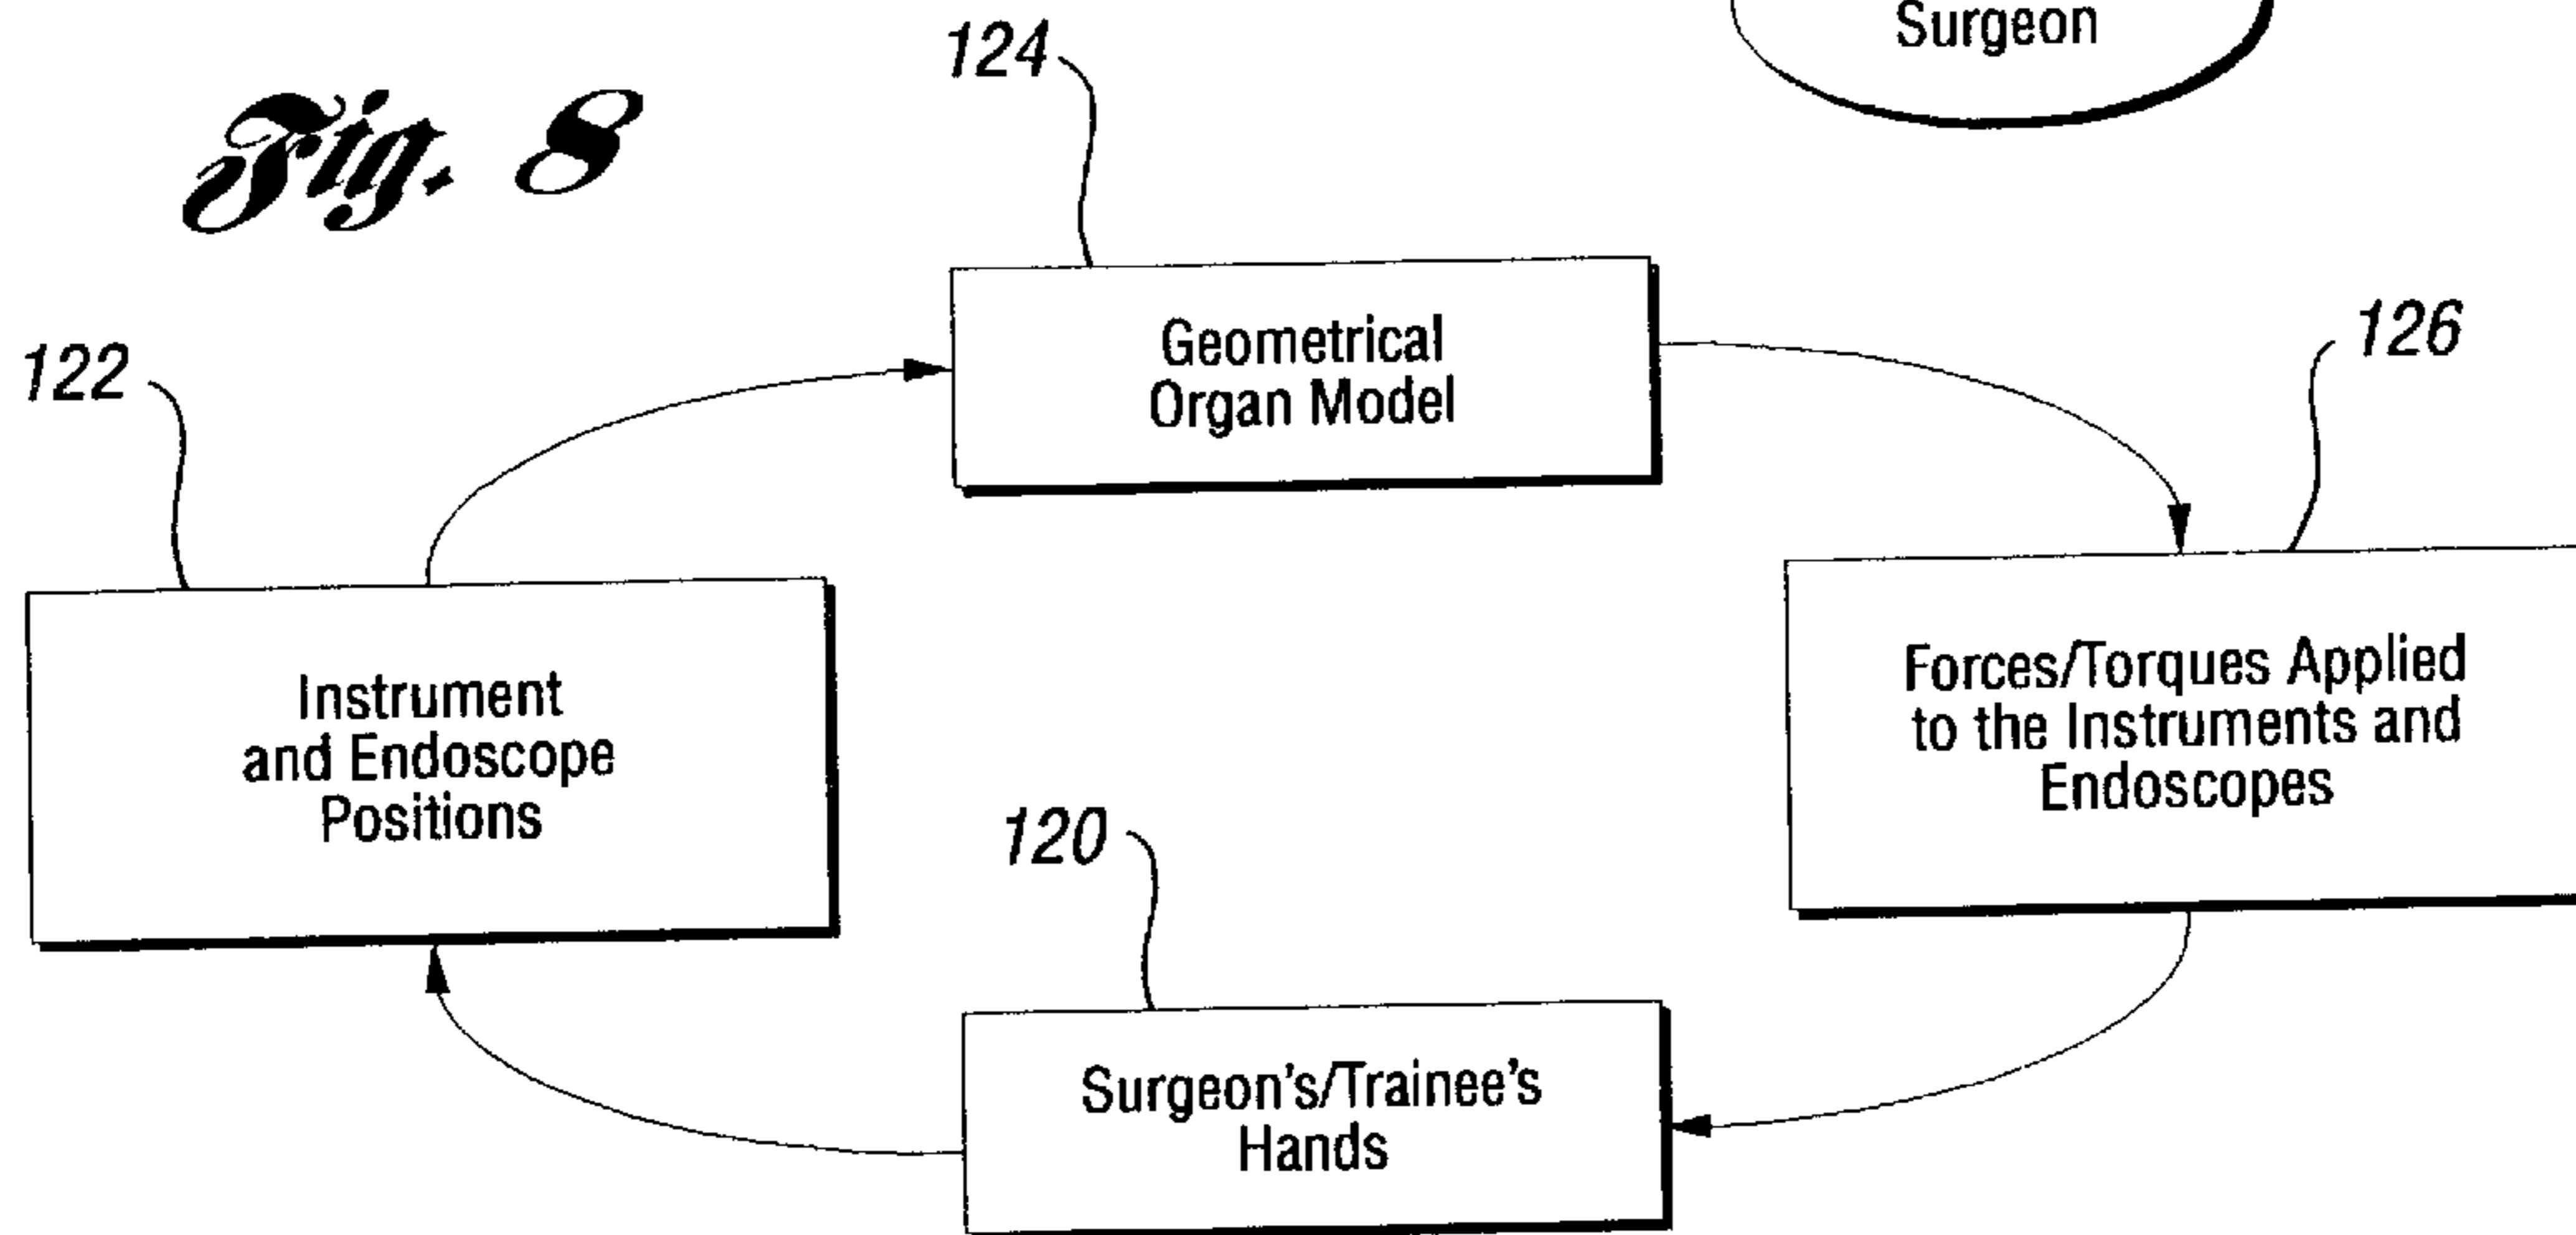 Surgeon
Fig. 8
124
Geometrical
Organ Model
122
126
Instrument
and Endoscope
Positions
Forces/Torques Applied
to the Instruments and
Endoscopes
120
Surgeon's/Trainee's
Hands